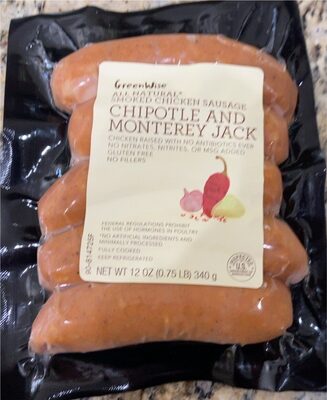 GreenWise
ALL NATURAL*
SMOKED CHICKEN SAUSAGE
CHIPOTLE AND
MONTEREY JACK
CHICKEN RAISED WITH NO ANTIBIOTICS EVER
NO NITRATES, NITRITES, OR MSG ADDED
GLUTEN FREE
NO FILLERS
FEDERAL REGULATIONS PROHIBIT
THE USE OF HORMONES IN POULTRY
*NO ARTIFICIAL INGREDIENTS AND
MINIMALLY PROCESSED
FULLY COOKED
KEEP REFRIGERATED
NET WT 12 OZ (0.75 LB) 340 g